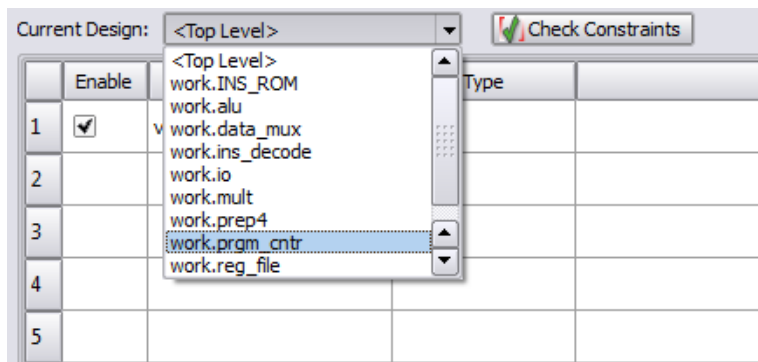 Current Design: <Top Level> Check Constraints
<Top Level>
Enable Type
work.INS_ROM
work.alu
1 v work.data_mux
work.ins_decode
2 work.io
work.mult
work.prep4
3 work.prgm_cntr
work.reg_file
4
5